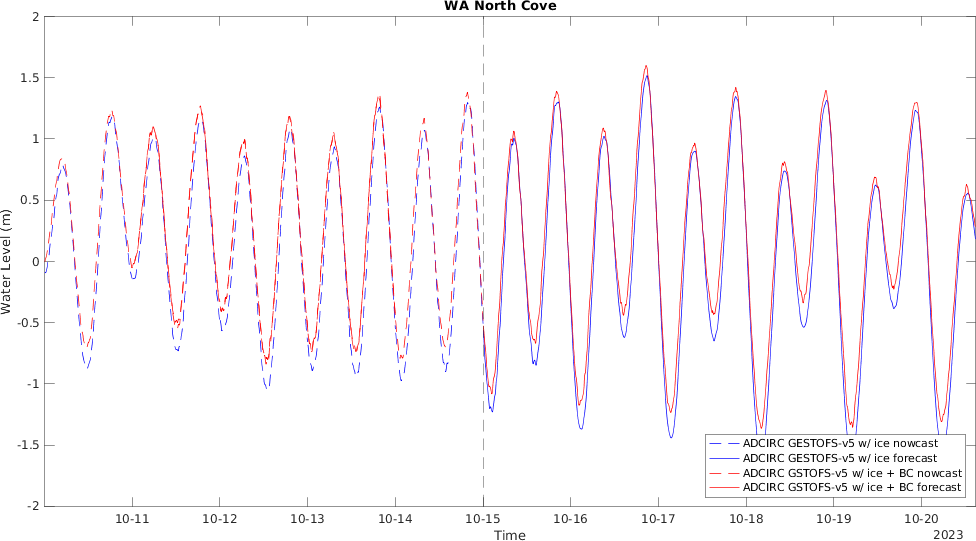 WA North Cove
2
1.5
1
0.5
0
-0.5
-1
-1.5
-2
Water Level (m)
ADCIRC GESTOFS-v5 w/ ice nowcast
ADCIRC GESTOFS-v5 w/ ice forecast
ADCIRC GSTOFS-v5 w/ ice + BC nowcast
ADCIRC GSTOFS-v5 w/ ice + BC forecast
10-11 10-12 10-13 10-14 10-15 10-16 10-17 10-18 10-19 10-20
Time
2023